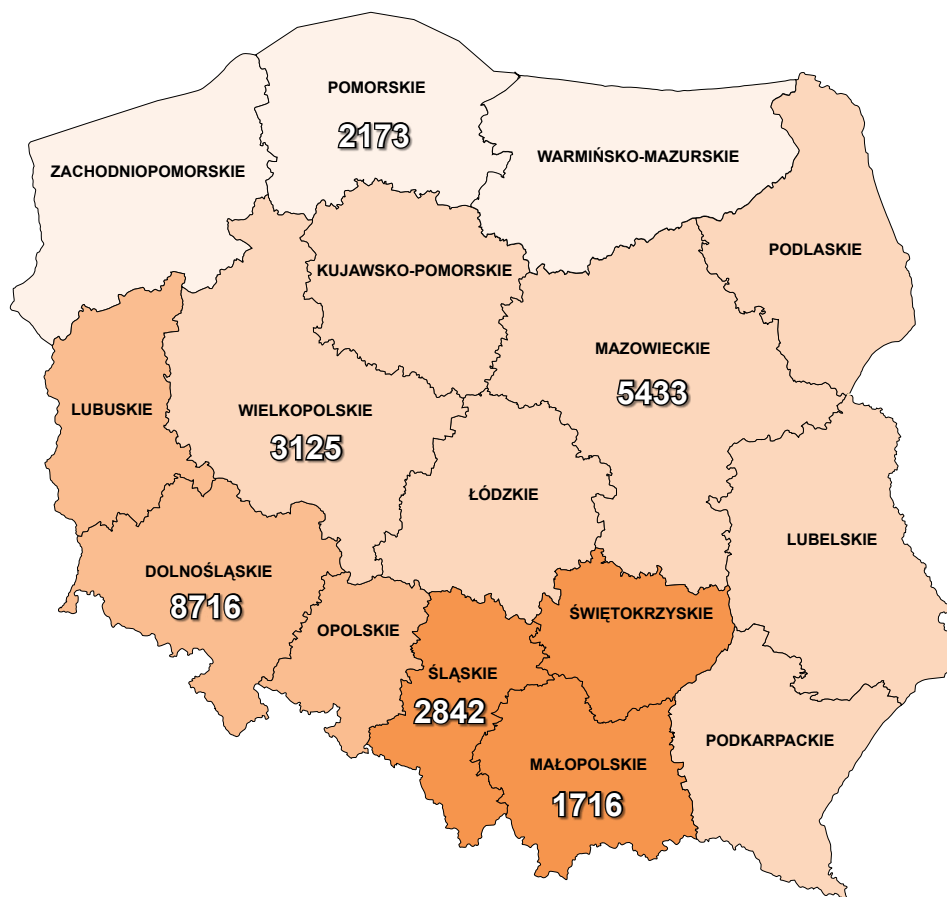 POMORSKIE
2173
WARMIŃSKO-MAZURSKIE
ZACHODNIOPOMORSKIE
PODLASKIE
KUJAWSKO-POMORSKIE
MAZOWIECKIE
5433
LUBUSKIE
WIELKOPOLSKIE
3125
ŁÓDZKIE
LUBELSKIE
DOLNOŚLĄSKIE
8716
OPOLSKIE
ŚWIĘTOKRZYSKIE
ŚLĄSKIE
2842
PODKARPACKIE
MAŁOPOLSKIE
1716